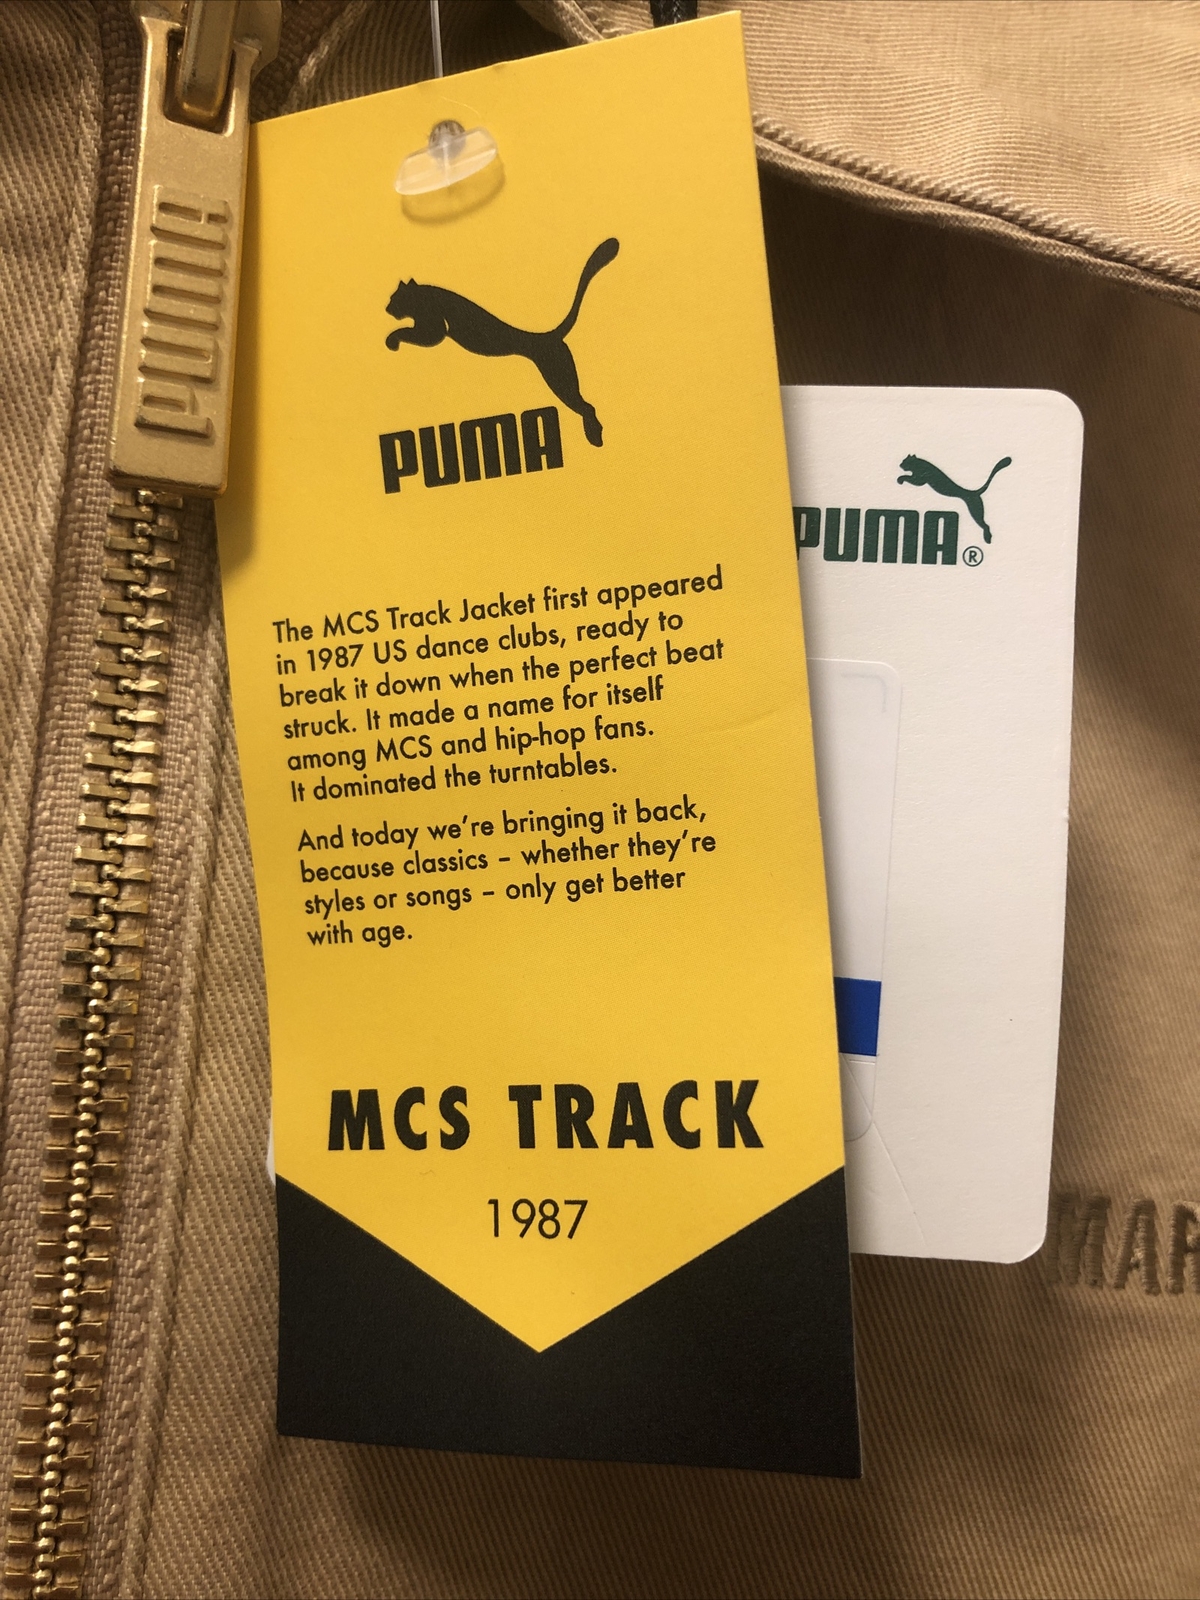 PUMA
PUMA
The MCS Track Jacket first appeared
in 1987 US dance clubs, ready to
break it down when the perfect beat
struck. It made a name for itself
among MCS and hip-hop fans.
It dominated the turntables.
And today we're bringing it back,
because classics – whether they're
styles or songs – only get better
with age.
MCS TRACK
1987
PUMA®